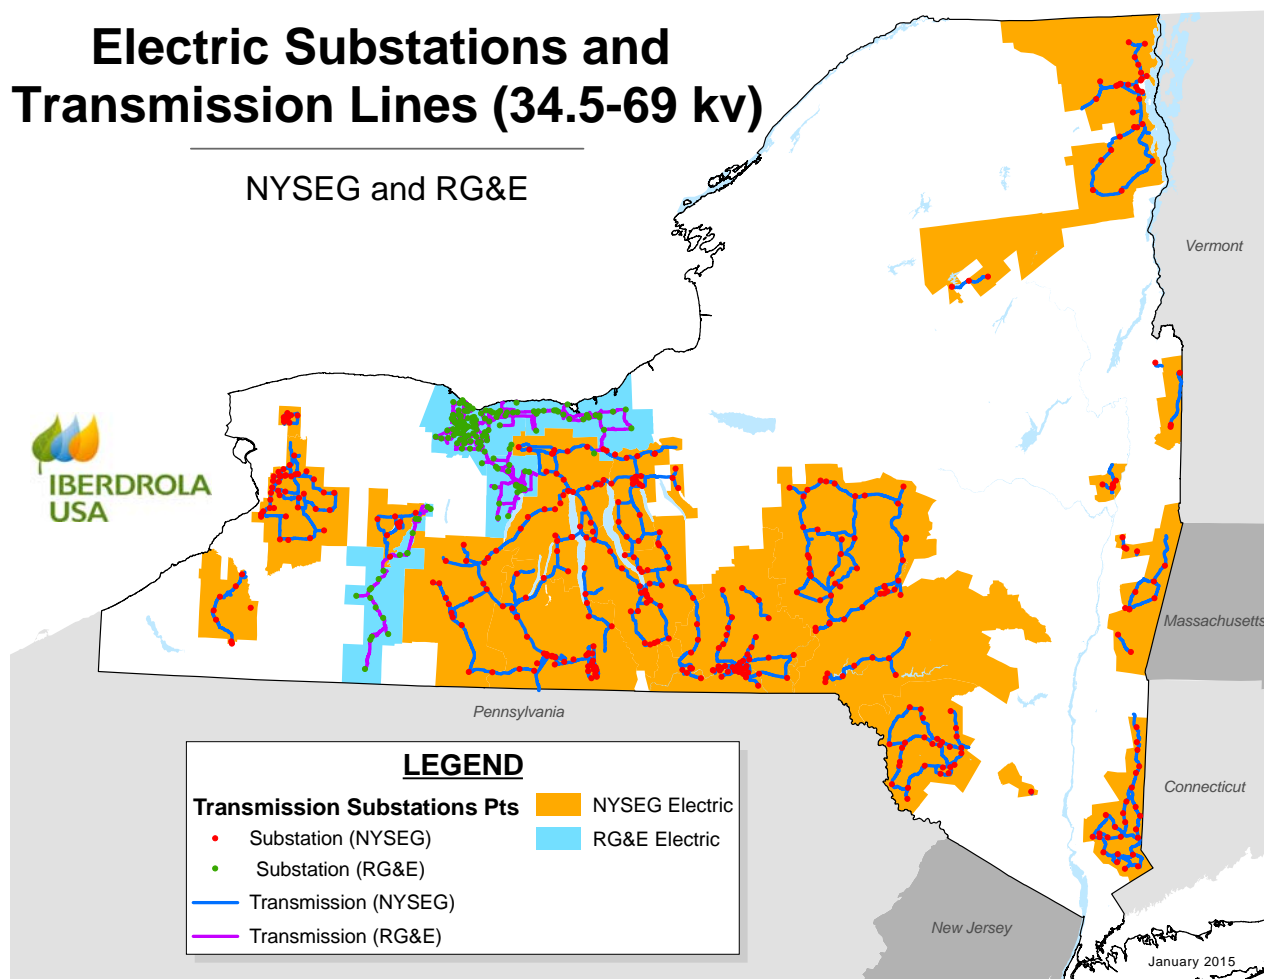 Electric Substations and
Transmission Lines (34.5-69 kv)
NYSEG and RG&E
Vermont
IBERDROLA
USA
Massachusetts
Pennsylvania
Connecticut
New Jersey
LEGEND
Transmission Substations Pts
Substation (NYSEG)
Substation (RG&E)
Transmission (NYSEG)
Transmission (RG&E)
NYSEG Electric
RG&E Electric
January 2015